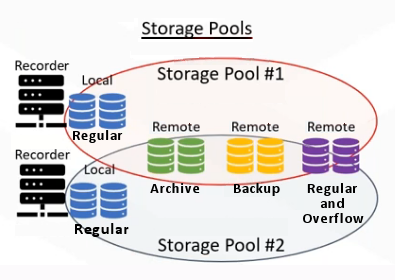 Storage Pools
Recorder
Local
Storage Pool #1
Regular
Remote
Remote
Remote
Recorder
Local
Archive
Backup
Regular
and
Overflow
Regular
Storage Pool #2